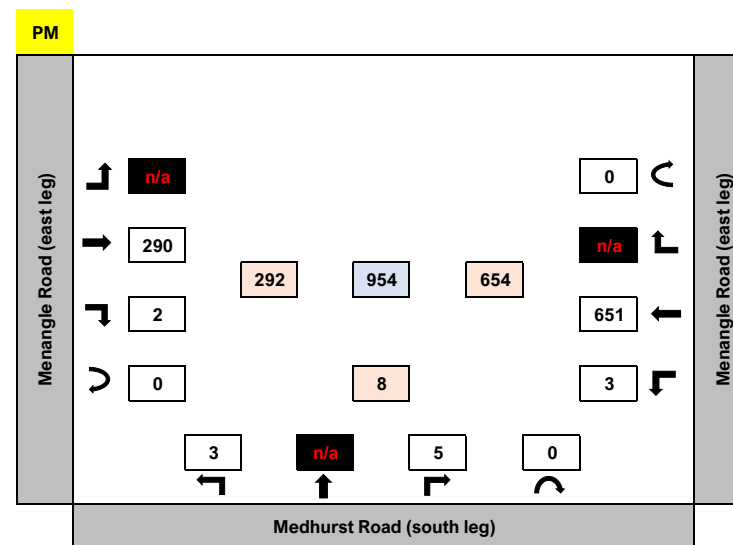 PM
Menangle Road (east leg)
Menangle Road (east leg)
n/a
0
290
n/a
292
954
654
2
651
0
8
3
3
n/a
5
0
Medhurst Road (south leg)